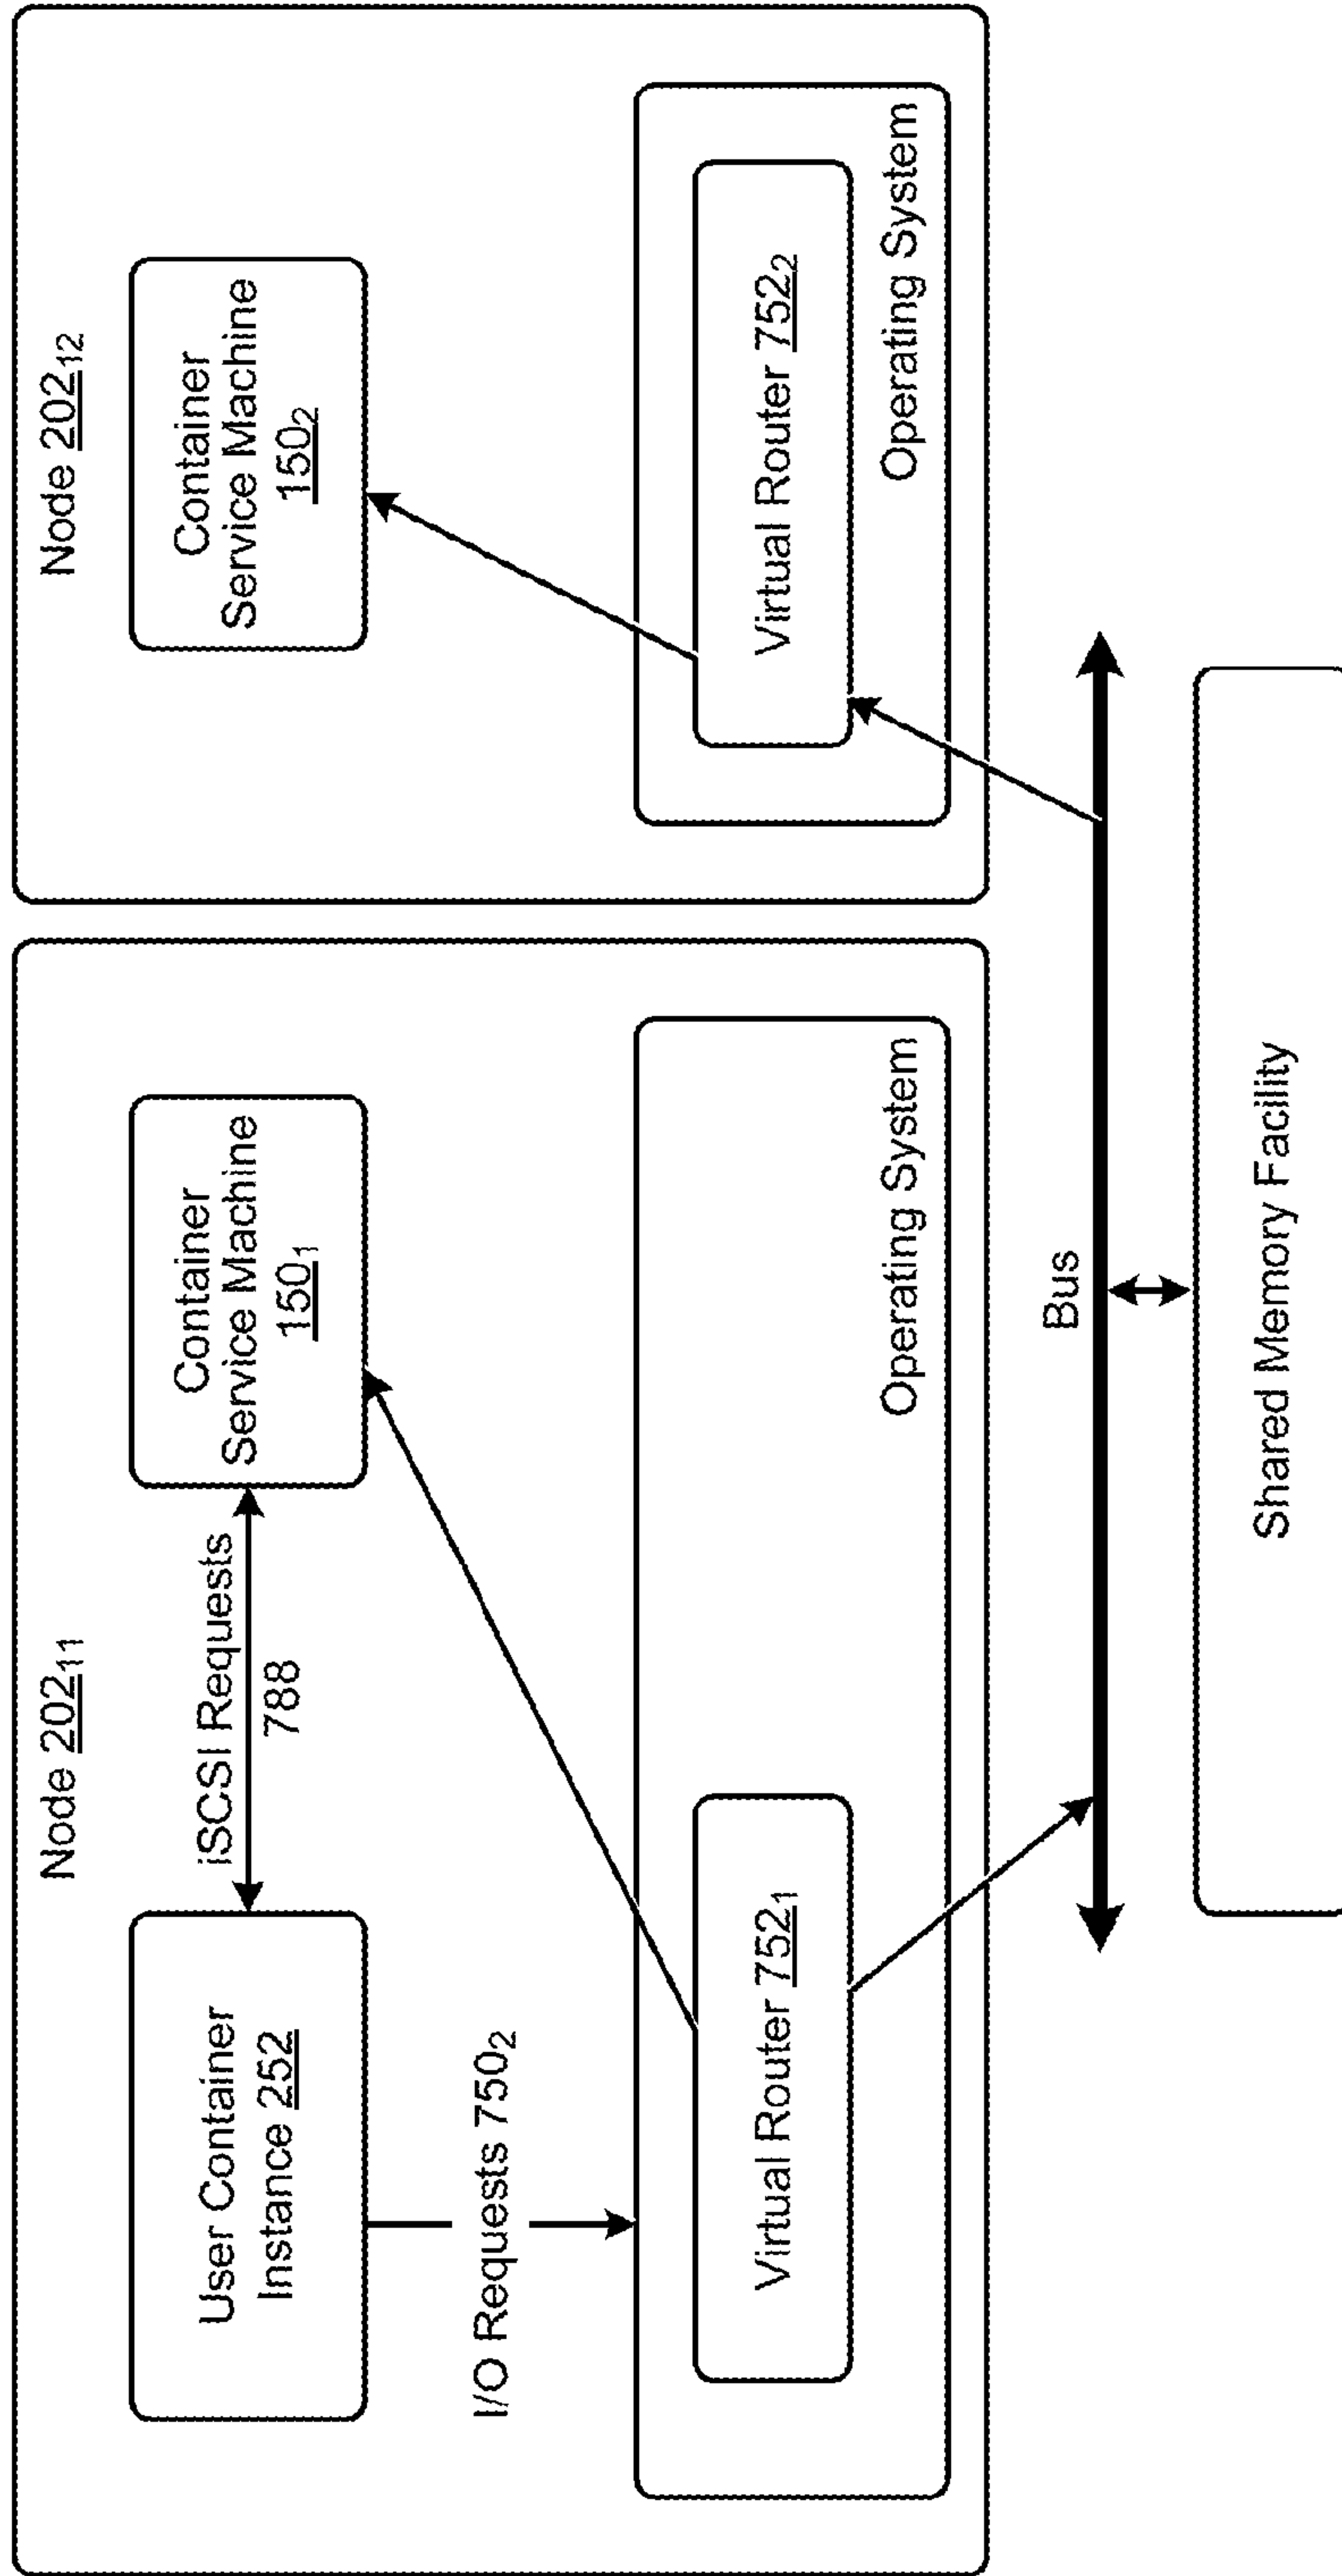 Node 202₁₁
User Container
Instance 252
iSCSI Requests
788
Container
Service Machine
150₁
I/O Requests 750₂
Virtual Router 752₁
Operating System
Node 202₁₂
Container
Service Machine
150₂
Virtual Router 752₂
Operating System
Bus
Shared Memory Facility